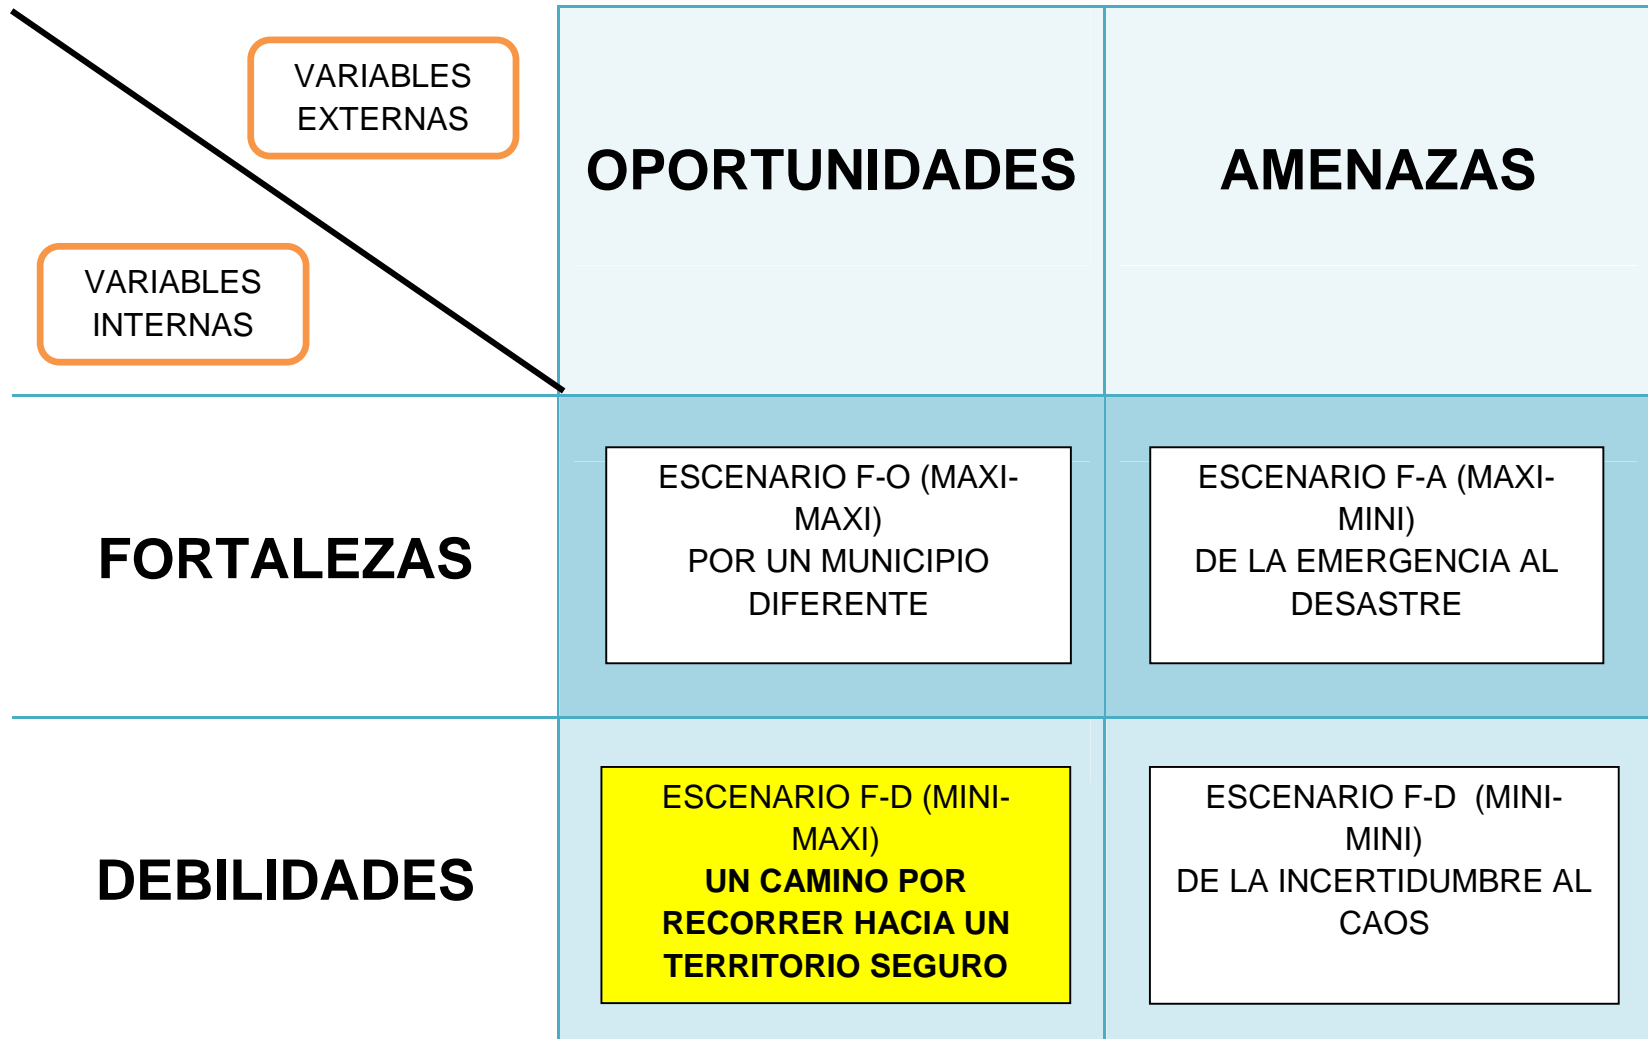 VARIABLES
EXTERNAS
VARIABLES
INTERNAS
OPORTUNIDADES
AMENAZAS
FORTALEZAS
ESCENARIO F-O (MAXI-
MAXI)
POR UN MUNICIPIO
DIFERENTE
ESCENARIO F-A (MAXI-
MINI)
DE LA EMERGENCIA AL
DESASTRE
DEBILIDADES
ESCENARIO F-D (MINI-
MAXI)
UN CAMINO POR
RECORRER HACIA UN
TERRITORIO SEGURO
ESCENARIO F-D (MINI-
MINI)
DE LA INCERTIDUMBRE AL
CAOS